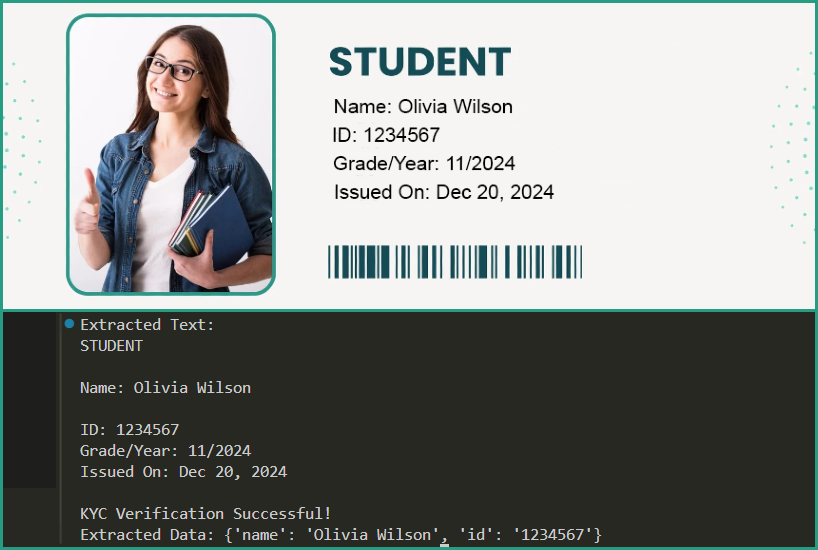 STUDENT
Name: Olivia Wilson
ID: 1234567
Grade/Year: 11/2024
Issued On: Dec 20, 2024
Extracted Text:
STUDENT
Name: Olivia Wilson
ID: 1234567
Grade/Year: 11/2024
Issued On: Dec 20, 2024
KYC Verification Successful!
Extracted Data: {'name': 'Olivia Wilson', 'id': '1234567'}